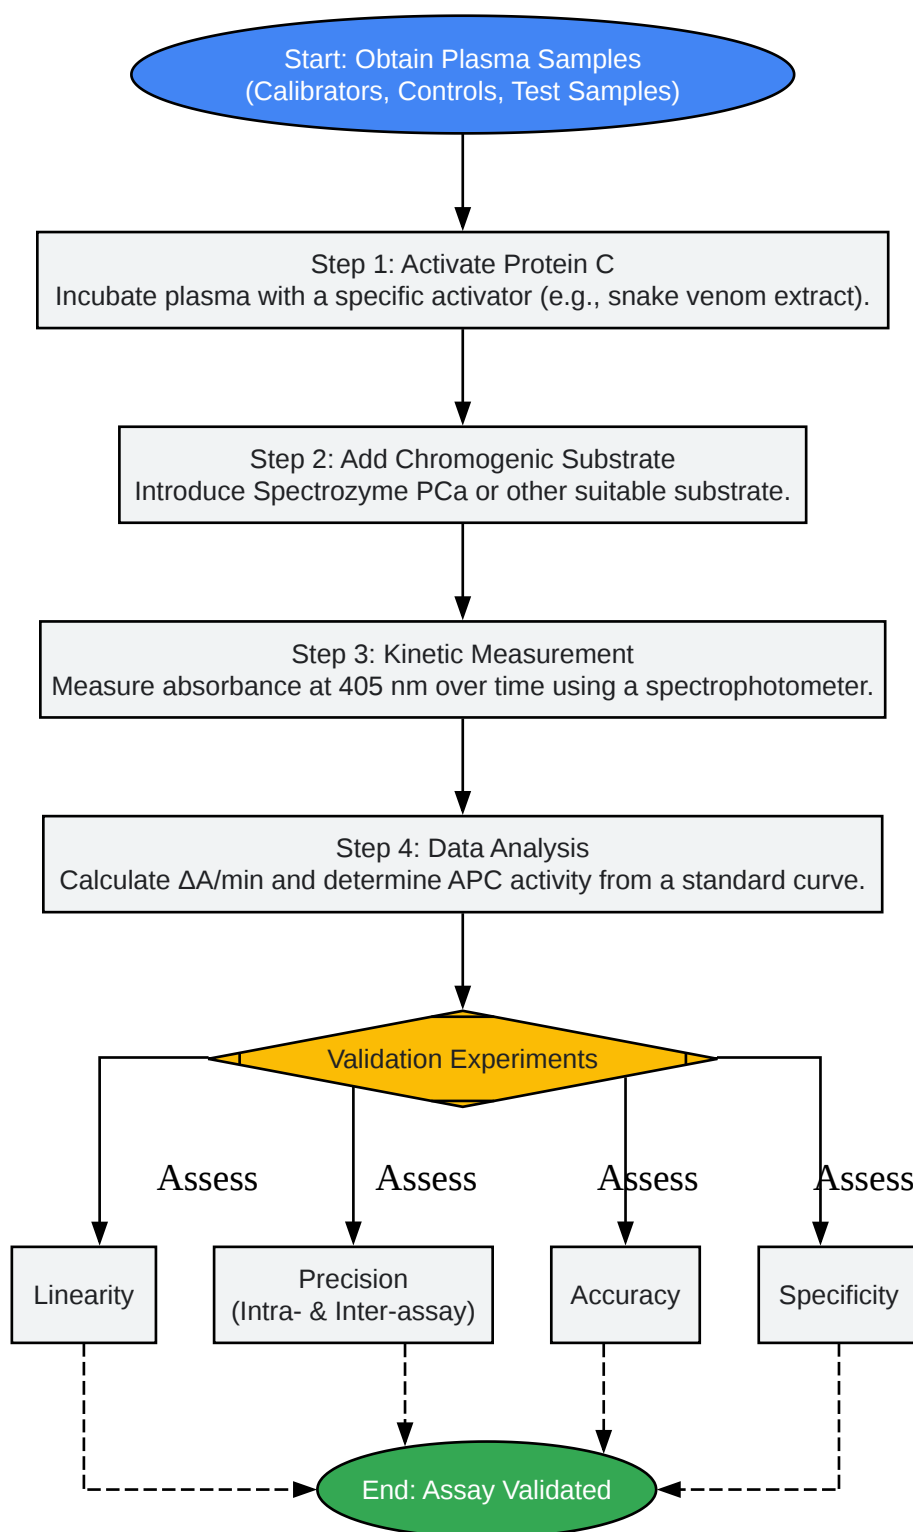 Start: Obtain Plasma Samples
(Calibrators, Controls, Test Samples)
Step 1: Activate Protein C
Incubate plasma with a specific activator (e.g., snake venom extract).
Step 2: Add Chromogenic Substrate
Introduce Spectrozyme PCa or other suitable substrate.
Step 3: Kinetic Measurement
Measure absorbance at 405 nm over time using a spectrophotometer.
Step 4: Data Analysis
Calculate ΔA/min and determine APC activity from a standard curve.
Validation Experiments
Assess
Assess
Assess
Assess
Linearity
Precision
(Intra- & Inter-assay)
Accuracy
Specificity
End: Assay Validated